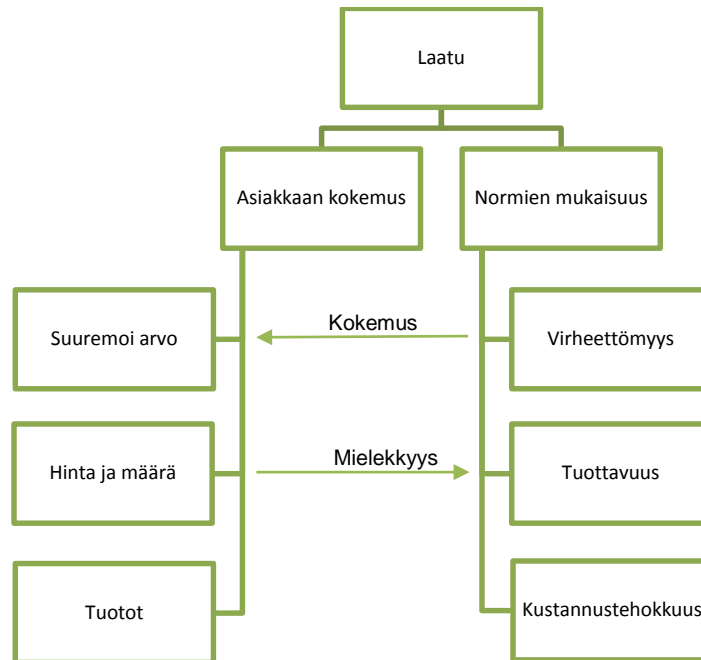 Laatu
Asiakkaan kokemus
Normien mukaisuus
Suuremoi arvo
Kokemus
Virheettömyys
Hinta ja määrä
Mielekkyys
Tuottavuus
Tuotot
Kustannustehokkuus